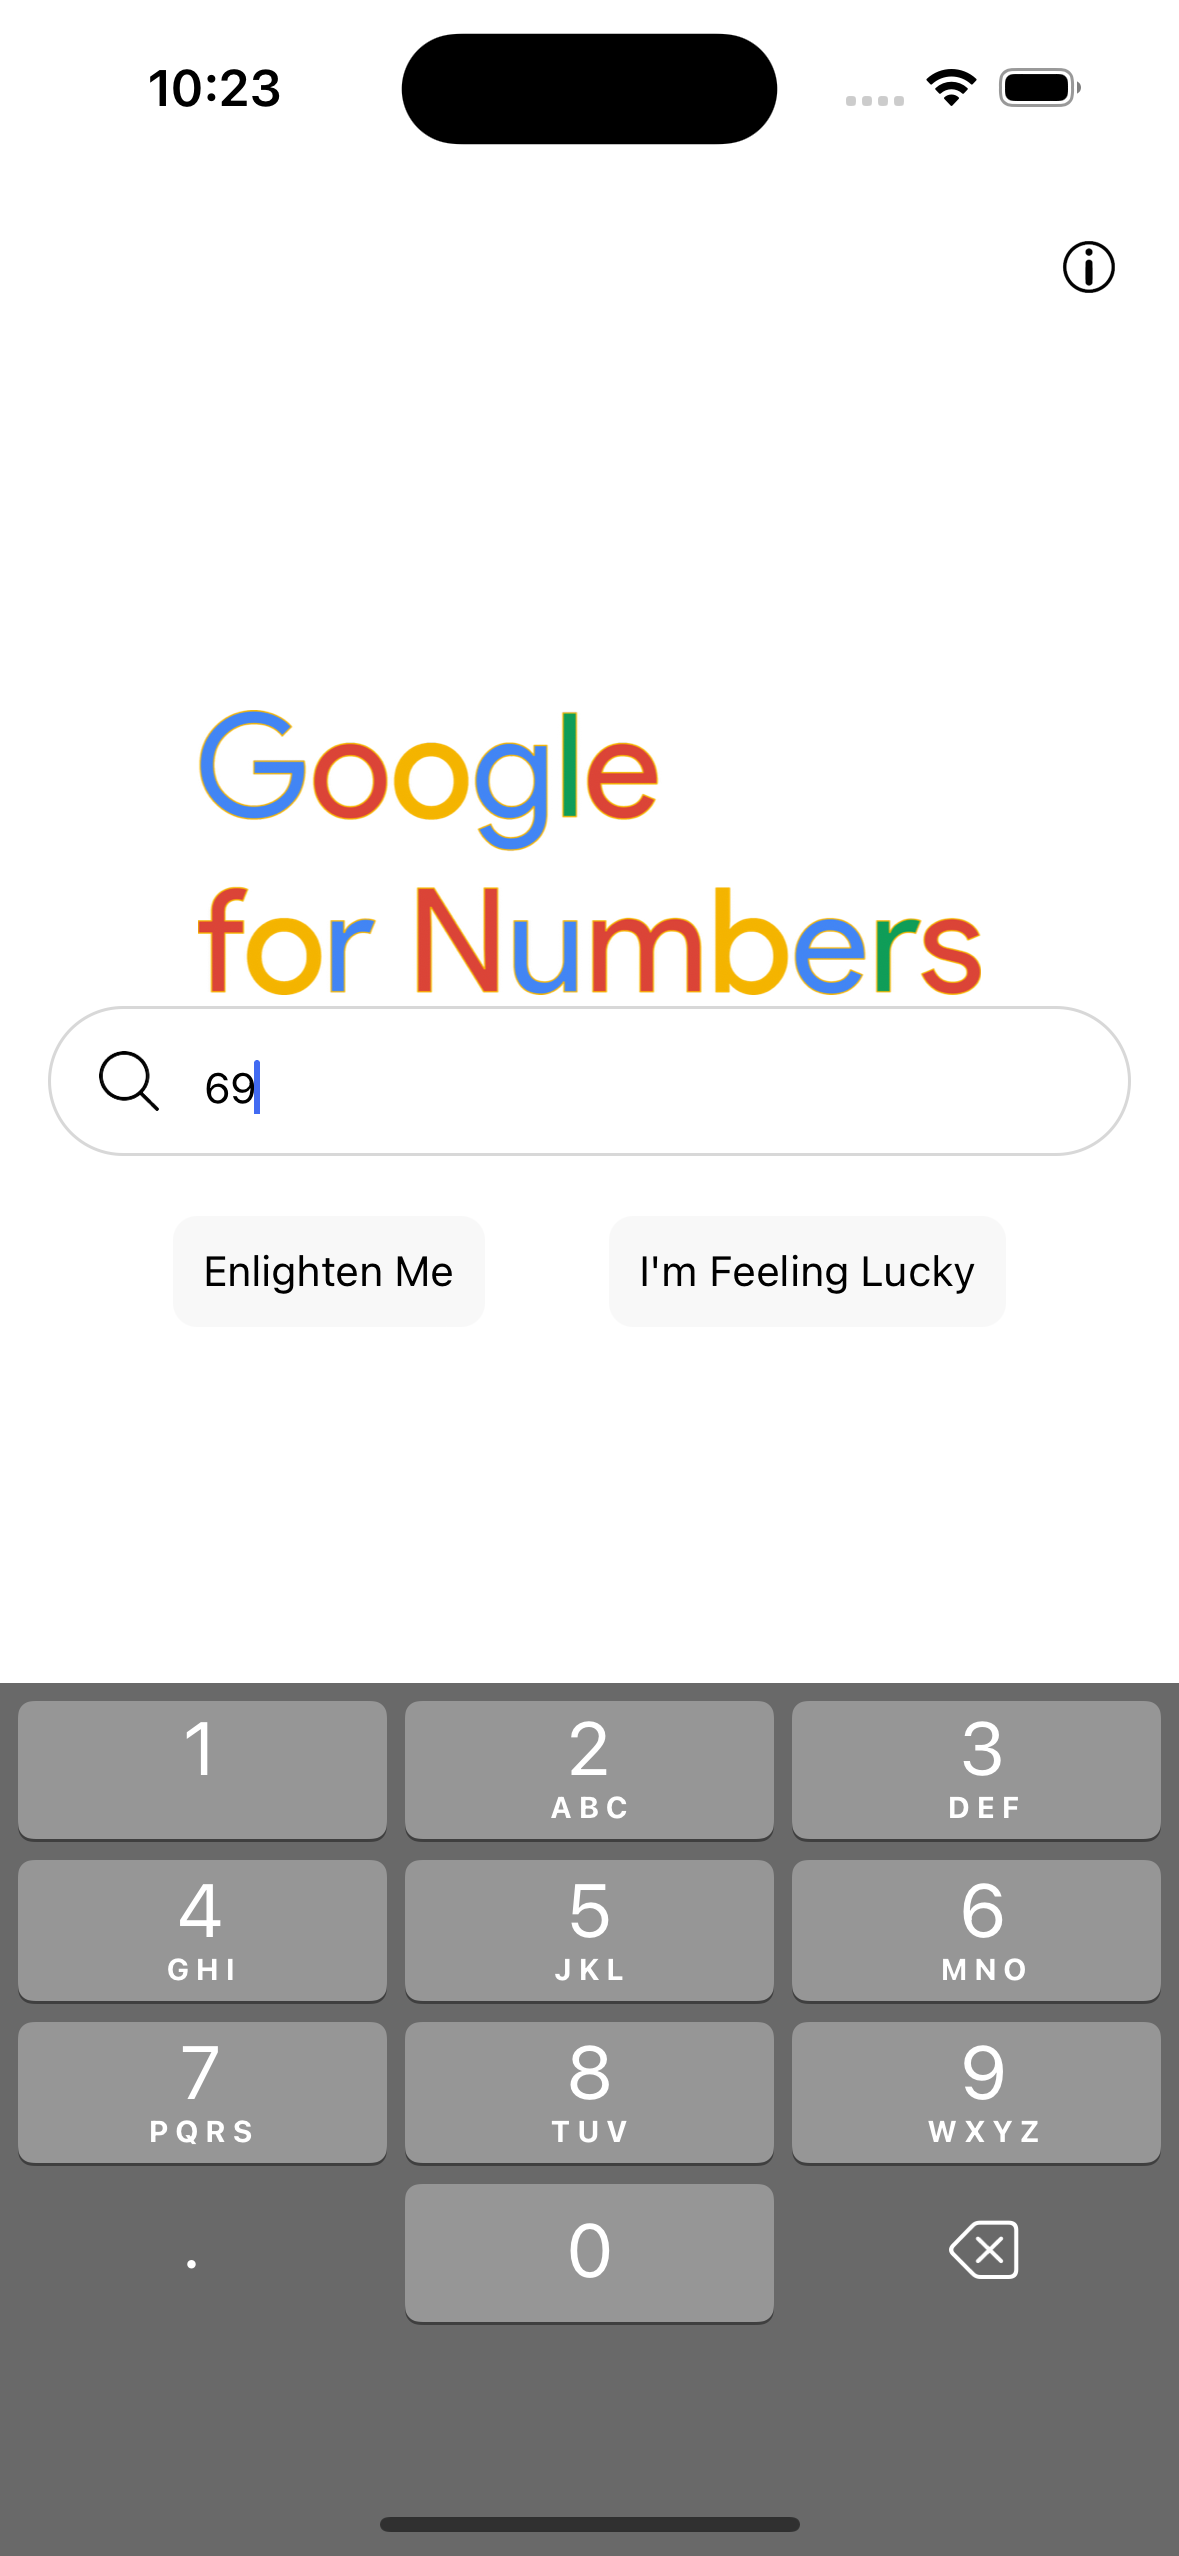 10:23
Google
for Numbers
69
Enlighten Me
I'm Feeling Lucky
1
2
ABC
3
DEF
4
GHI
5
JKL
6
MNO
7
PQRS
8
TUV
9
WXYZ
.
0